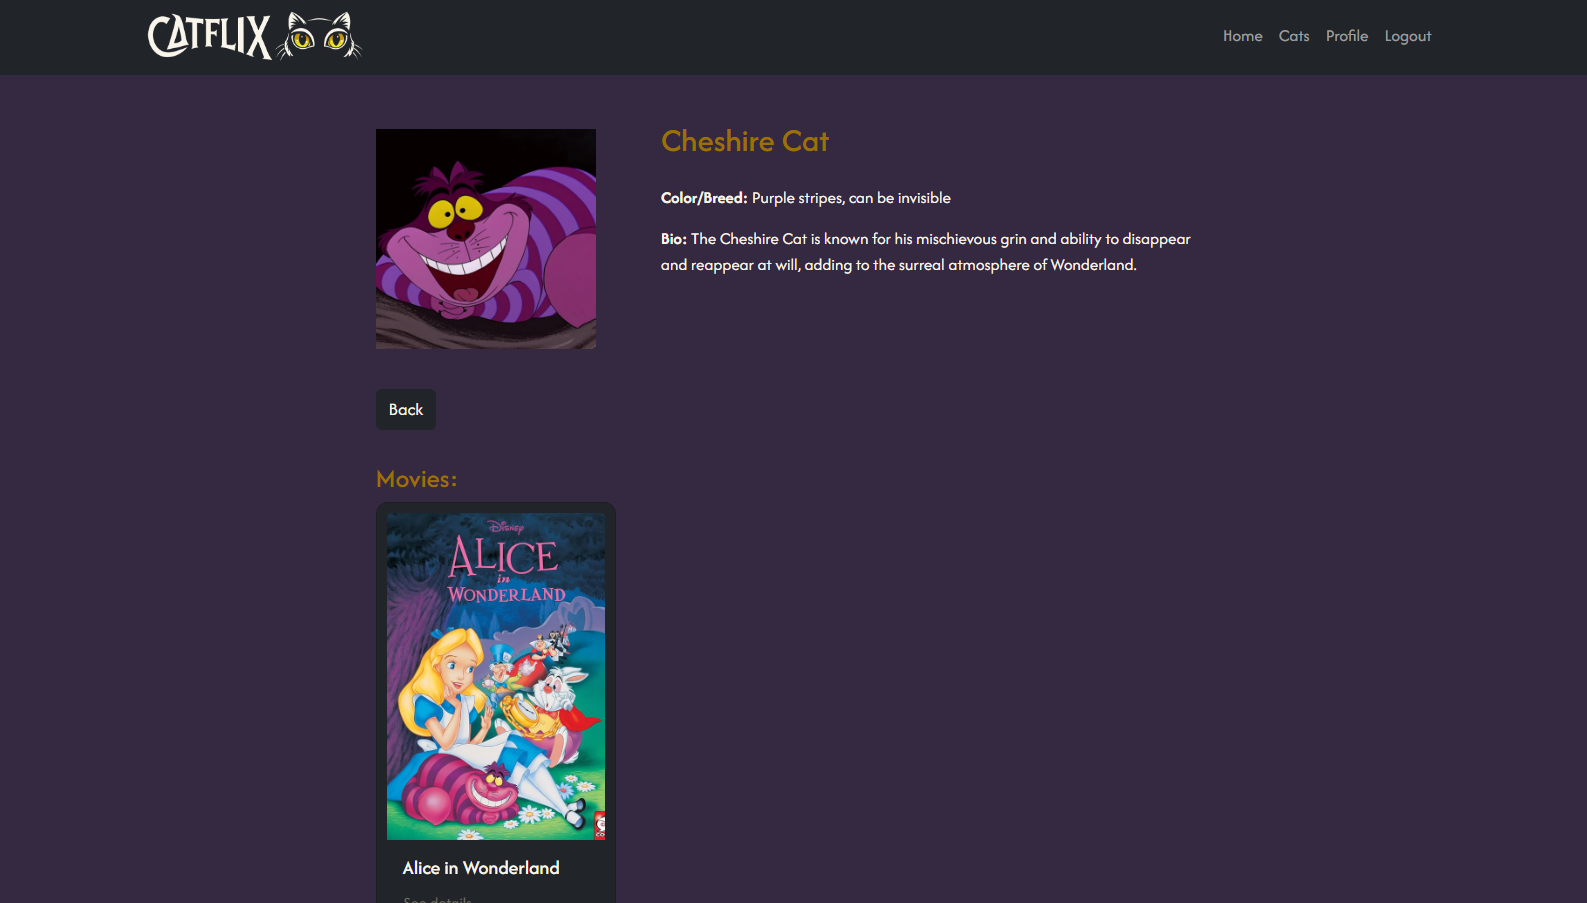 CATFLIX
Home Cats Profile Logout
Cheshire Cat
Color/Breed: Purple stripes, can be invisible
Bio: The Cheshire Cat is known for his mischievous grin and ability to disappear
and reappear at will, adding to the surreal atmosphere of Wonderland.
Back
Movies:
Disney
ALICE
in
WONDERLAND
Alice in Wonderland
See details